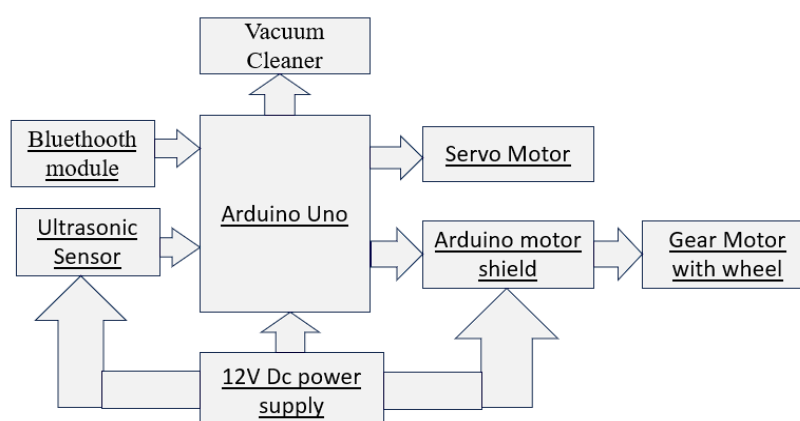 Vacuum
Cleaner
Bluethooth
module
Servo Motor
Arduino Uno
Ultrasonic
Sensor
Arduino motor
shield
Gear Motor
with wheel
12V Dc power
supply